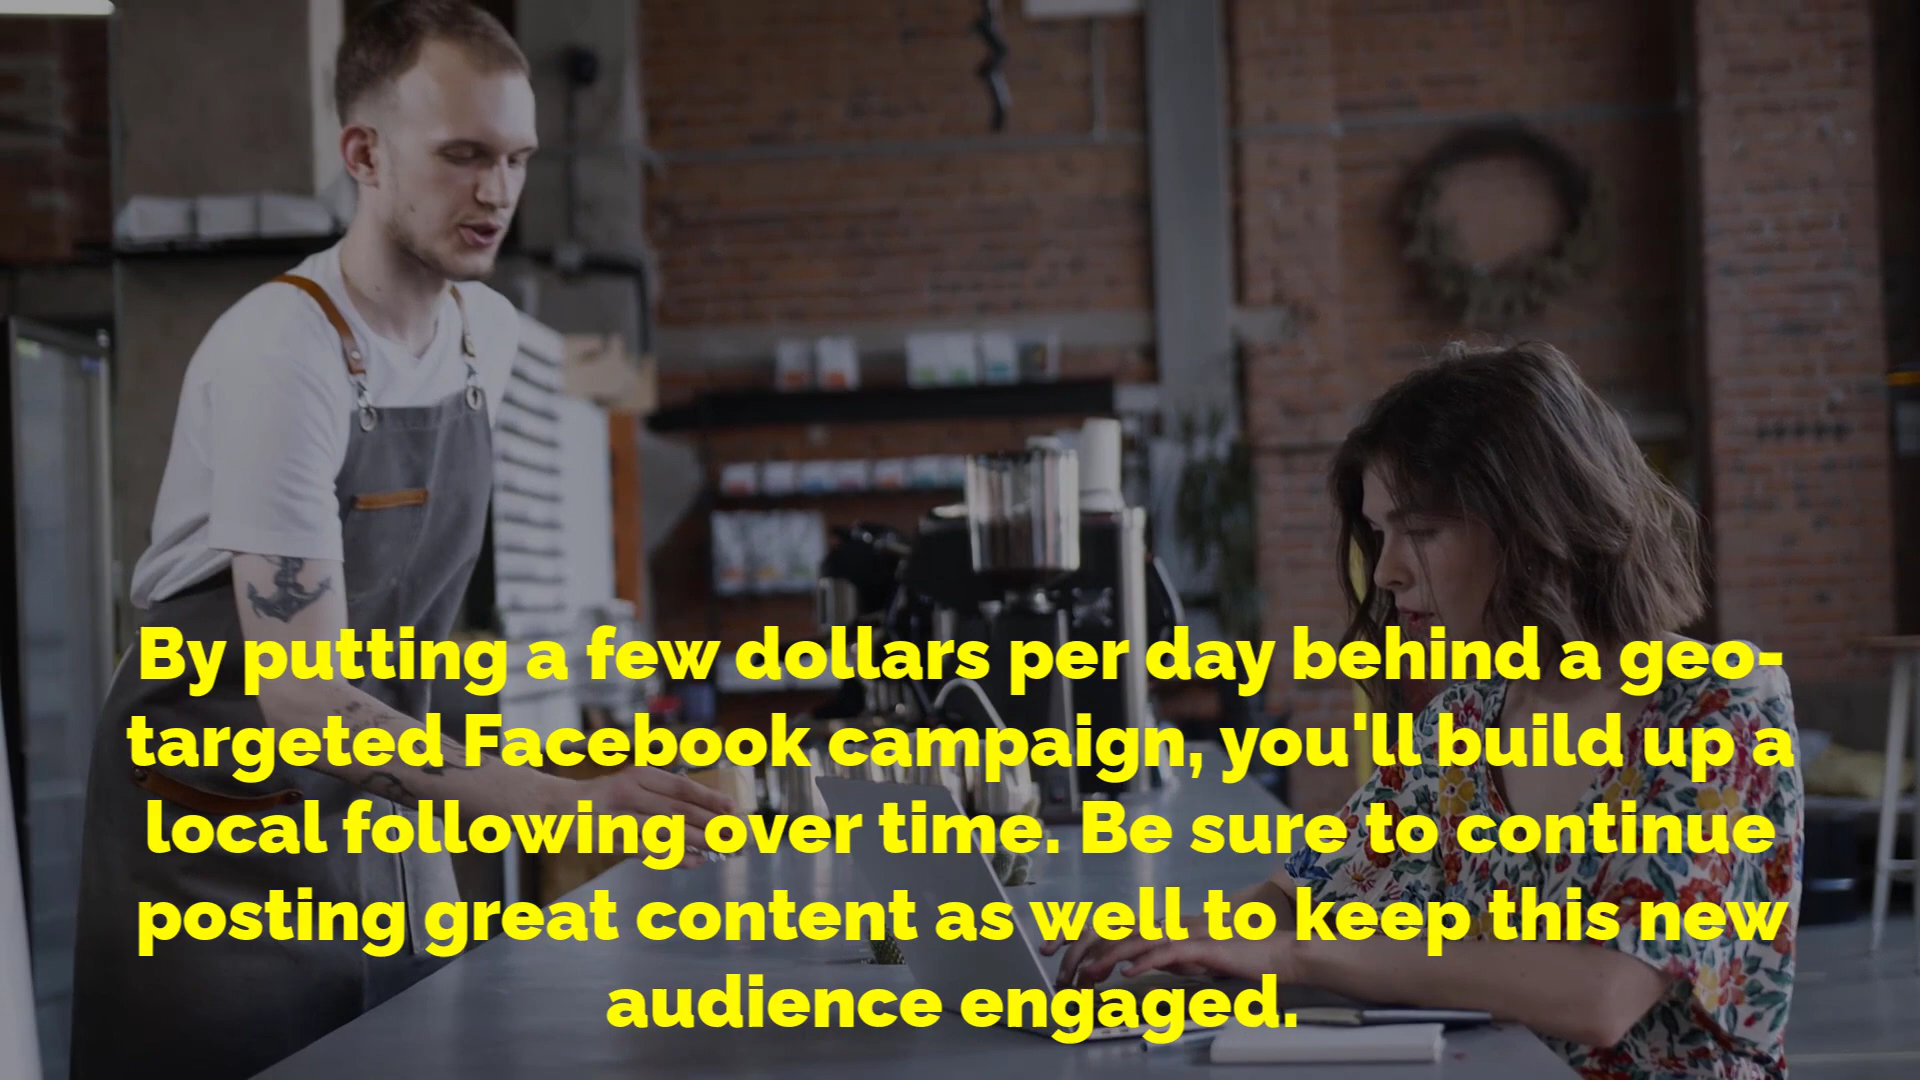 By putting a few dollars per day behind a geo-
targeted Facebook campaign, you'll build up a
local following over time. Be sure to continue
posting great content as well to keep this new
audience engaged.